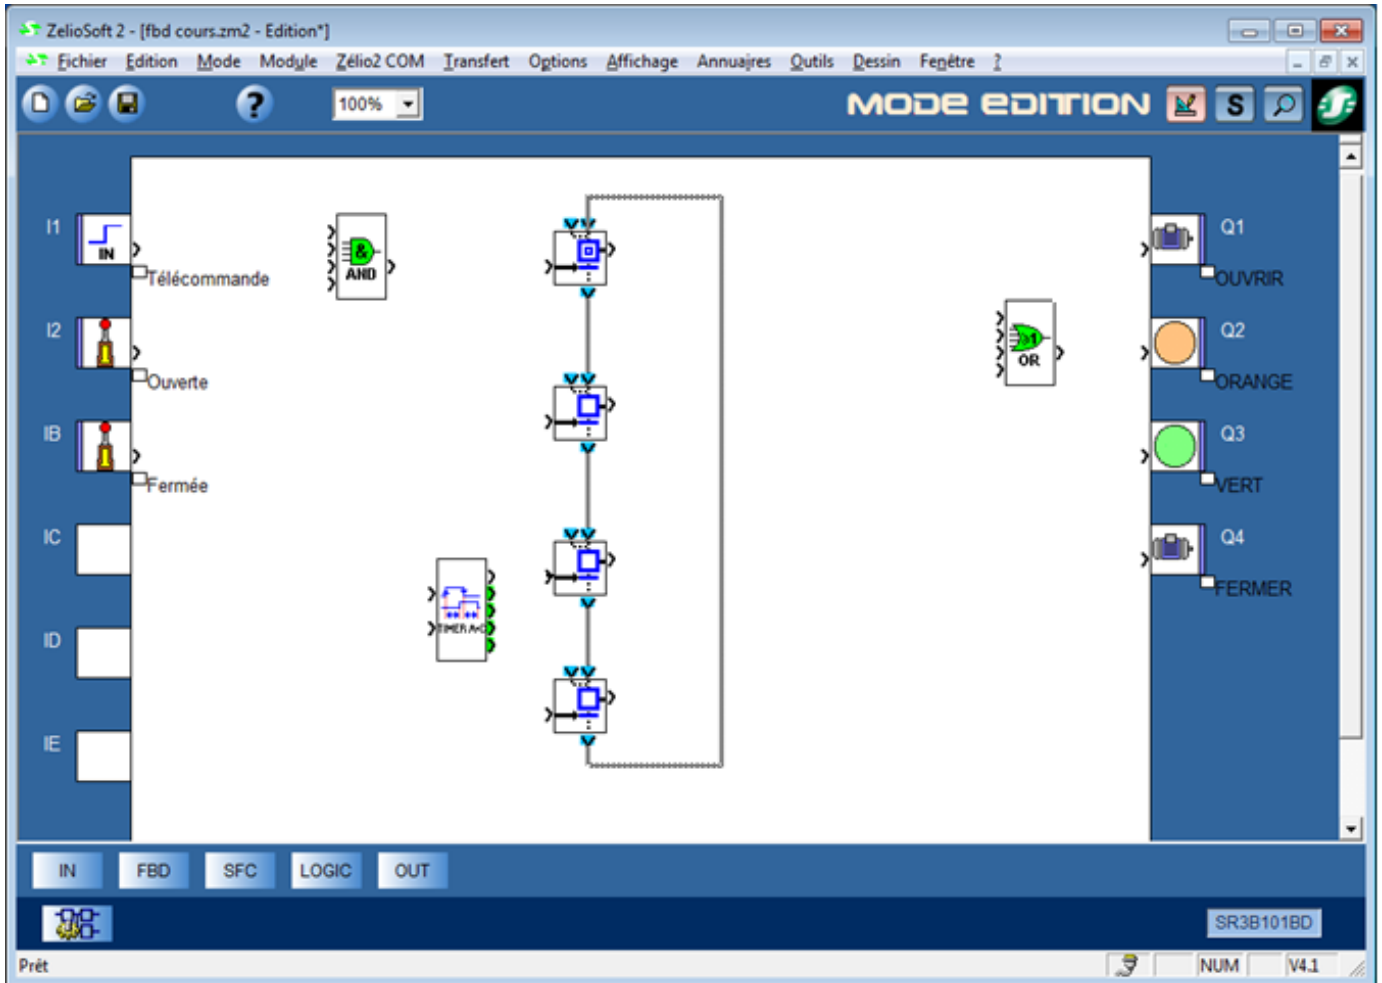 ZelioSoft 2 - [fbd cours.zm2 - Edition*]
Fichier Edition Mode Module Zélio2 COM Transfert Options Affichage Annuaires Outils Dessin Fenêtre ?
? 100% MODE EDITION S
I1 IN Télécommande
& AND
Q1 OUVRIR
I2 Ouverte
≥1 OR
Q2 ORANGE
IB Fermée
Q3 VERT
IC
Q4 FERMER
TIMER A/C
ID
IE
IN FBD SFC LOGIC OUT
SR3B101BD
Prêt NUM V4.1